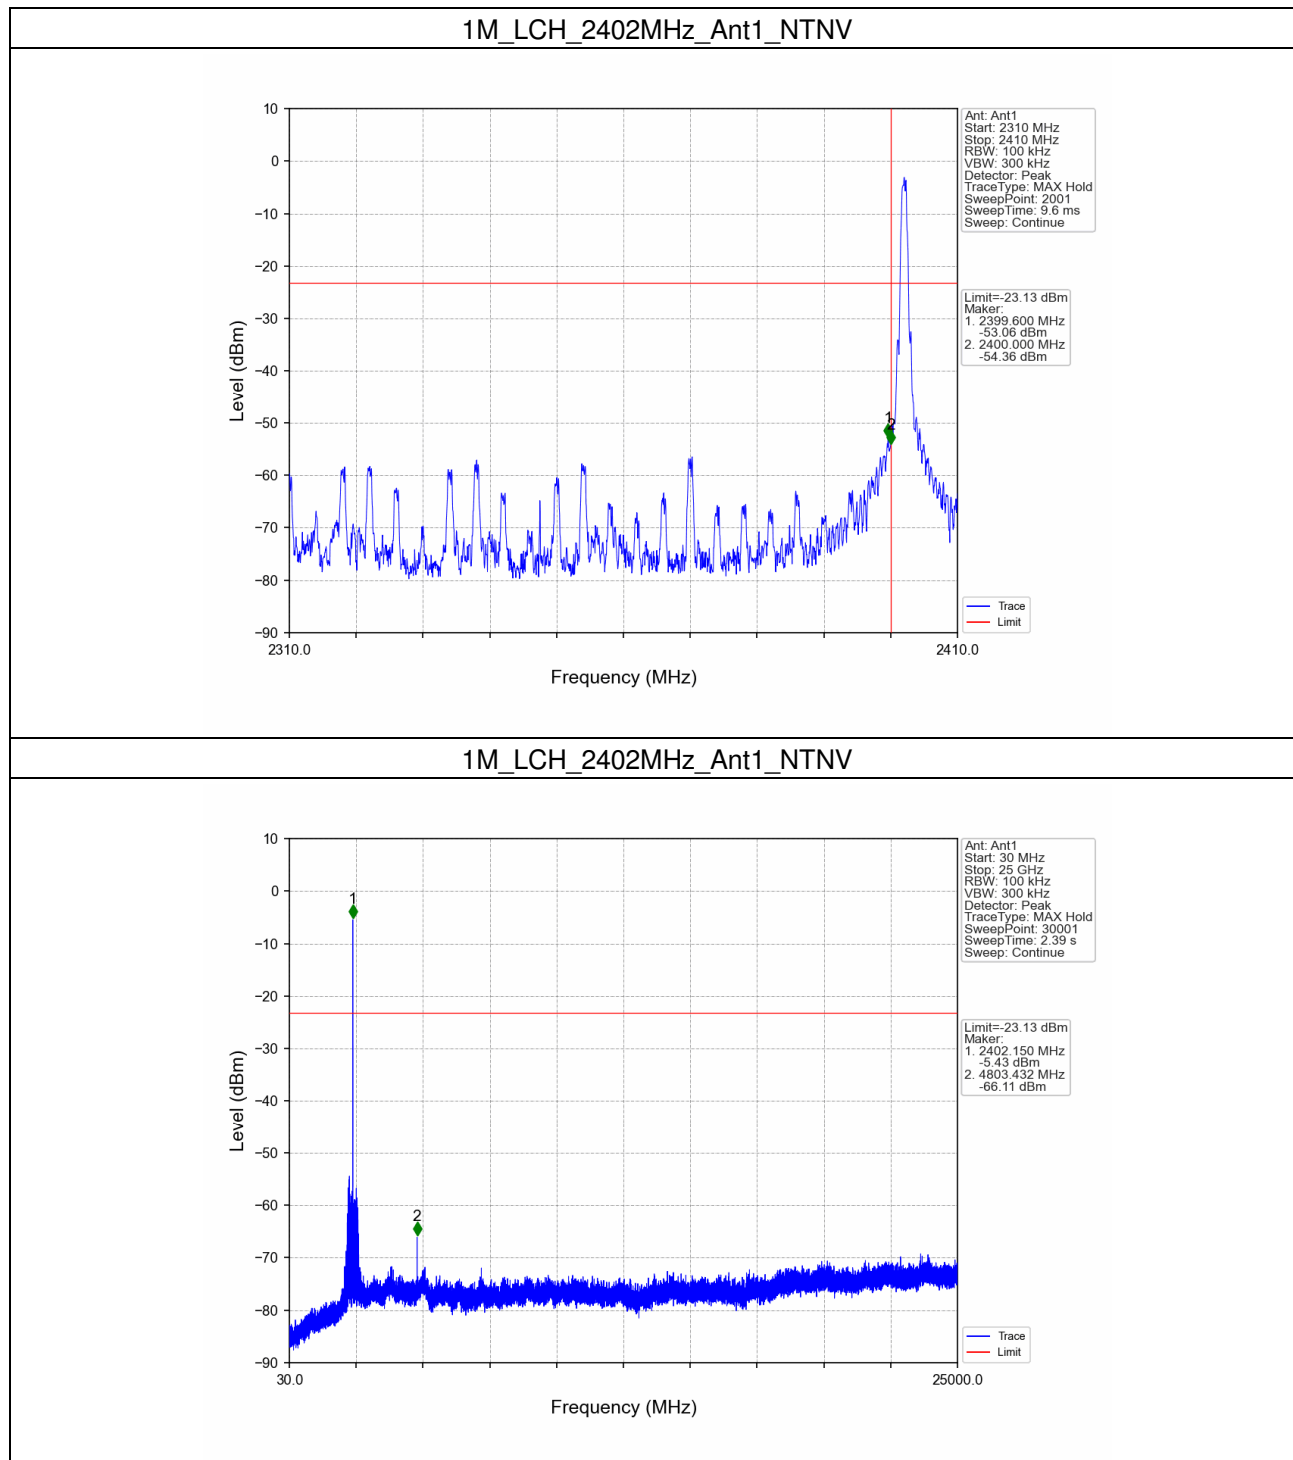 1M_LCH_2402MHz_Ant1_NTNV
10
0
−10
−20
−30
−40
−50
−60
−70
−80
−90
Level (dBm)
2310.0
2410.0
Frequency (MHz)
1
2
Ant: Ant1
Start: 2310 MHz
Stop: 2410 MHz
RBW: 100 kHz
VBW: 300 kHz
Detector: Peak
TraceType: MAX Hold
SweepPoint: 2001
SweepTime: 9.6 ms
Sweep: Continue
Limit=-23.13 dBm
Maker:
1. 2399.600 MHz
-53.06 dBm
2. 2400.000 MHz
-54.36 dBm
Trace
Limit
1M_LCH_2402MHz_Ant1_NTNV
10
0
−10
−20
−30
−40
−50
−60
−70
−80
−90
Level (dBm)
30.0
25000.0
Frequency (MHz)
1
2
Ant: Ant1
Start: 30 MHz
Stop: 25 GHz
RBW: 100 kHz
VBW: 300 kHz
Detector: Peak
TraceType: MAX Hold
SweepPoint: 30001
SweepTime: 2.39 s
Sweep: Continue
Limit=-23.13 dBm
Maker:
1. 2402.150 MHz
-5.43 dBm
2. 4803.432 MHz
-66.11 dBm
Trace
Limit